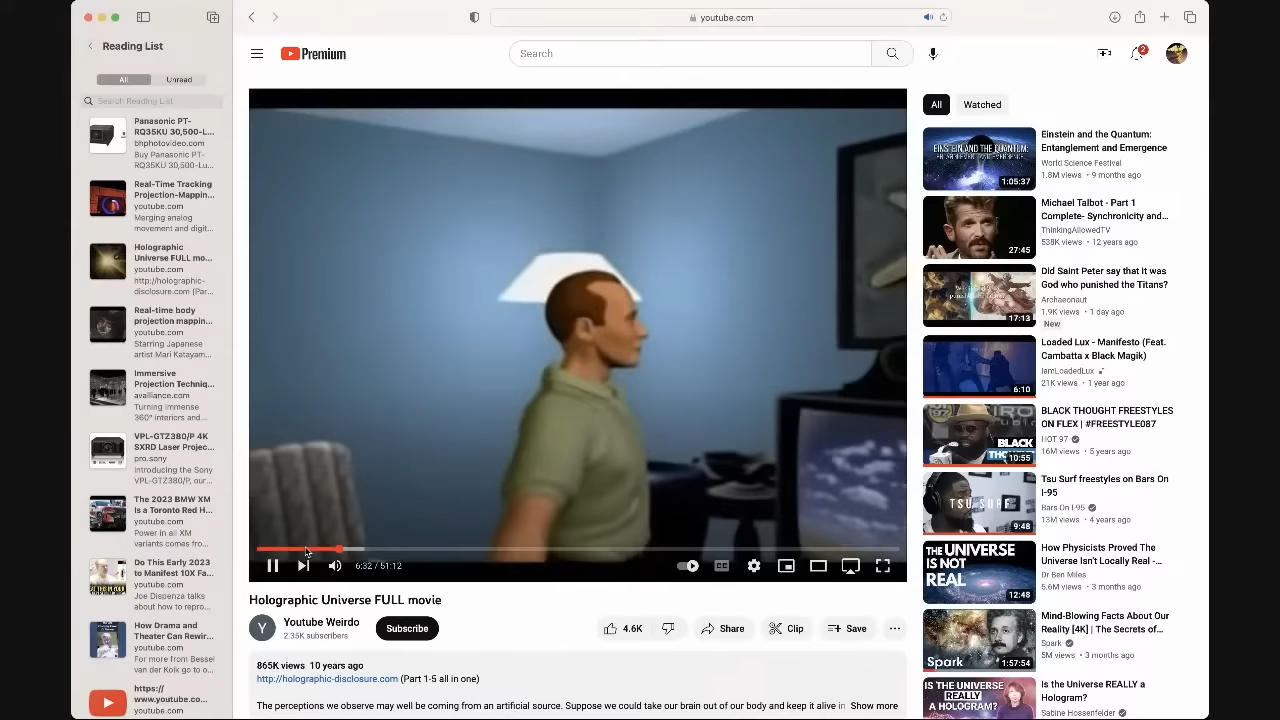 Reading List
youtube.com
All
Unread
Search Reading List
Panasonic PT-
RQ35KU 30,500-L...
bhphotovideo.com
Buy Panasonic PT-
RQ35KU 30,500-Lu...
Real-Time Tracking
Projection-Mappin...
youtube.com
Merging analog
movement and digit...
Holographic
Universe FULL mo...
youtube.com
http://holographic-
disclosure.com (Par...
Real-time body
projection mappin...
youtube.com
Starring Japanese
artist Mari Katayam...
Immersive
Projection Techniq...
avalliance.com
Turning immense
360° interiors and...
VPL-GTZ380/P 4K
SXRD Laser Projec...
pro.sony
Introducing the Sony
VPL-GTZ380/P, our...
The 2023 BMW XM
Is a Toronto Red H...
youtube.com
Power in all XM
variants comes fro...
Do This Early 2023
to Manifest 10X Fa...
youtube.com
Joe Dispenza talks
about how to repro...
How Drama and
Theater Can Rewir...
youtube.com
For more from Bessel
van der Kolk go to o...
https://
www.youtube.co...
youtube.com
Premium
Search
2
6:32 / 51:12
CC
Holographic Universe FULL movie
Y
Youtube Weirdo
2.35K subscribers
Subscribe
4.6K
Share
Clip
Save
865K views 10 years ago
http://holographic-disclosure.com (Part 1-5 all in one)
The perceptions we observe may well be coming from an artificial source. Suppose we could take our brain out of our body and keep it alive in Show more
All
Watched
EINSTEIN AND THE QUANTUM:
ENTANGLEMENT AND EMERGENCE
1:05:37
Einstein and the Quantum:
Entanglement and Emergence
World Science Festival
1.8M views • 9 months ago
27:45
Michael Talbot - Part 1
Complete- Synchronicity and...
ThinkingAllowedTV
538K views • 12 years ago
17:13
Did Saint Peter say that it was
God who punished the Titans?
Archaeonaut
1.9K views • 1 day ago
New
6:10
Loaded Lux - Manifesto (Feat.
Cambatta x Black Magik)
IamLoadedLux
21K views • 1 year ago
BLACK
10:55
BLACK THOUGHT FREESTYLES
ON FLEX | #FREESTYLE087
HOT 97
16M views • 5 years ago
TSU SURF
9:48
Tsu Surf freestyles on Bars On
I-95
Bars On I-95
13M views • 4 years ago
THE UNIVERSE
IS NOT
REAL
12:48
How Physicists Proved The
Universe Isn't Locally Real -...
Dr Ben Miles
5.6M views • 3 months ago
Spark
1:57:54
Mind-Blowing Facts About Our
Reality [4K] | The Secrets of...
Spark
5M views • 3 months ago
IS THE UNIVERSE
REALLY
A HOLOGRAM?
Is the Universe REALLY a
Hologram?
Sabine Hossenfelder